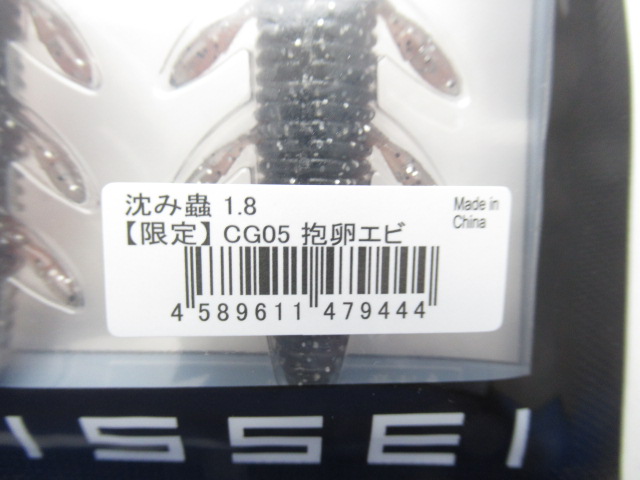 沈み蟲 1.8
Made in
China
【限定】 CG05 抱卵エビ
4 589611 479444
ISSEI